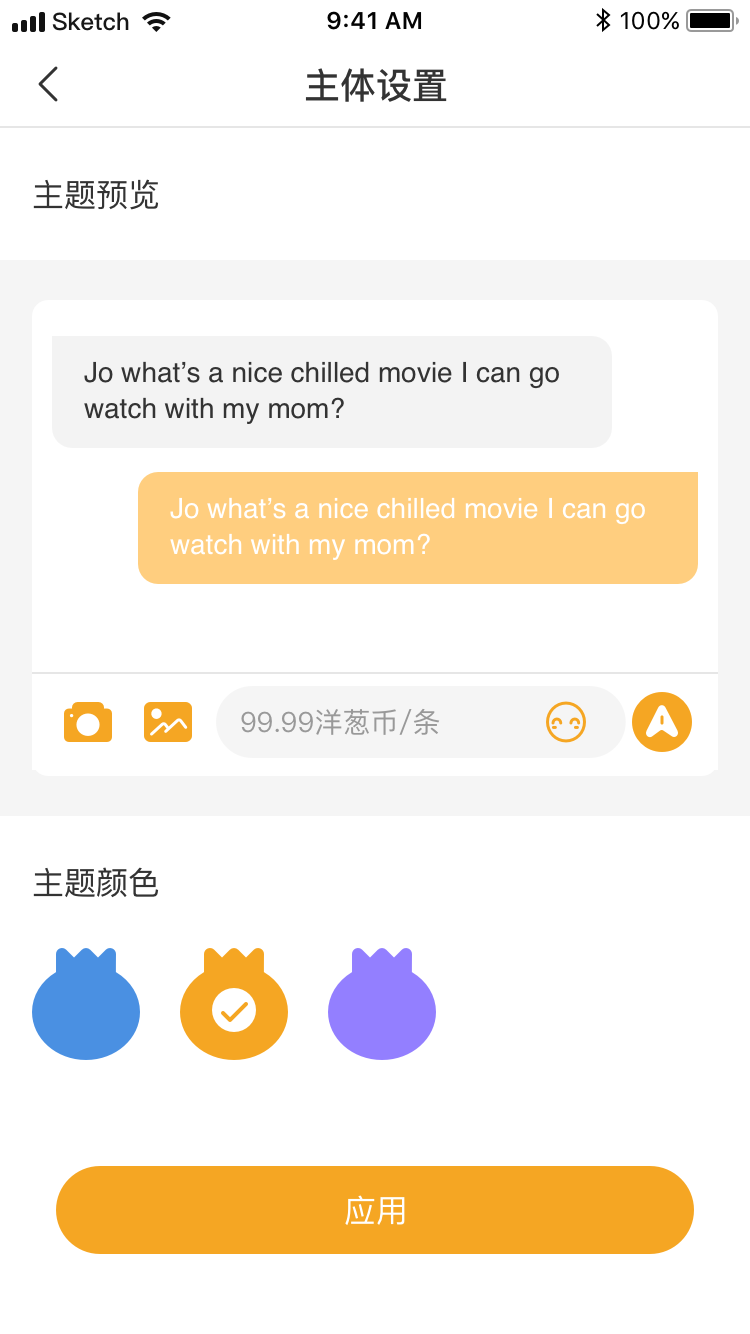 Sketch 9:41 AM 100%
主体设置
主题预览
Jo what’s a nice chilled movie I can go
watch with my mom?
Jo what’s a nice chilled movie I can go
watch with my mom?
99.99洋葱币/条
主题颜色
应用